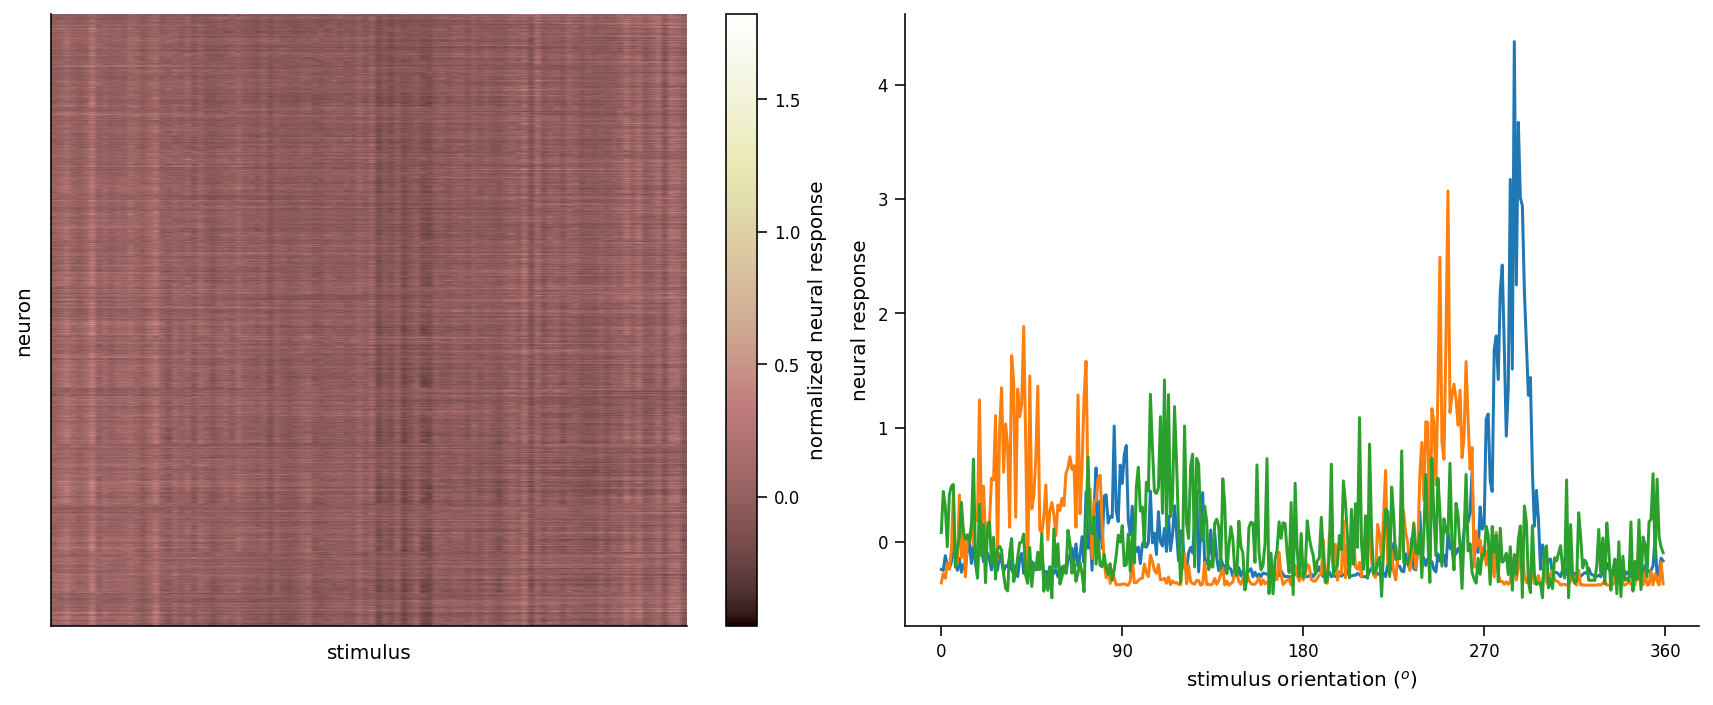 neuron
stimulus
1.5
1.0
0.5
0.0
normalized neural response
4
3
2
1
0
neural response
0 90 180 270 360
stimulus orientation (o)